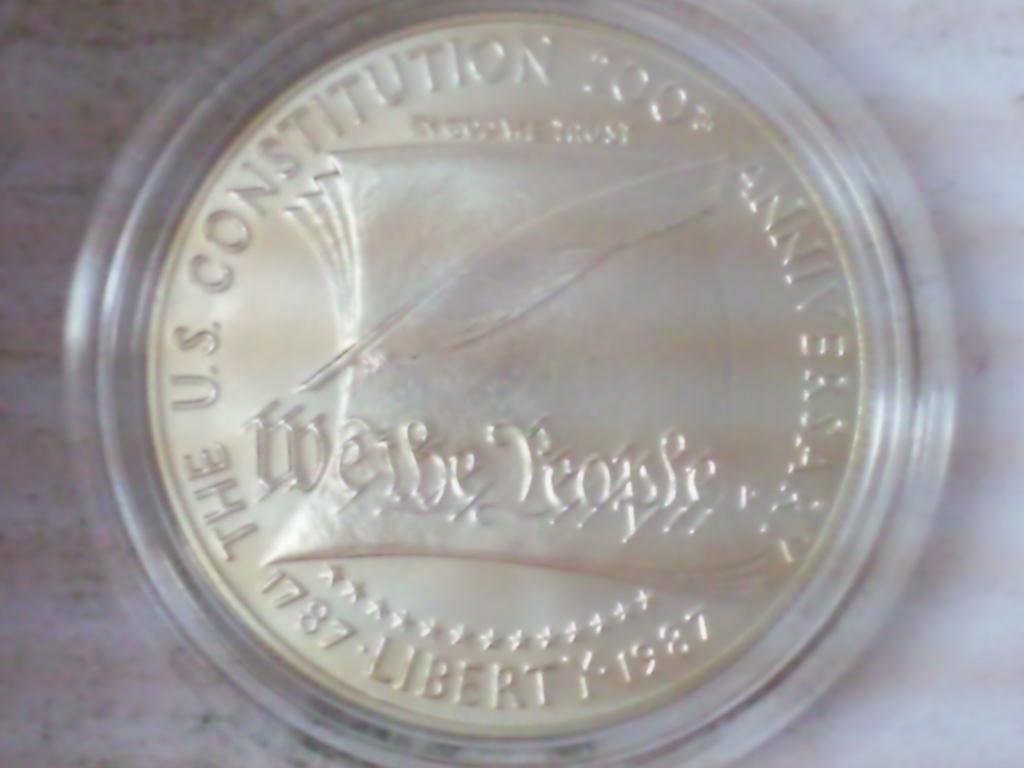 THE U.S. CONSTITUTION 200TH ANNIVERSARY
IN GOD WE TRUST
We the People
1787 · LIBERTY · 1987